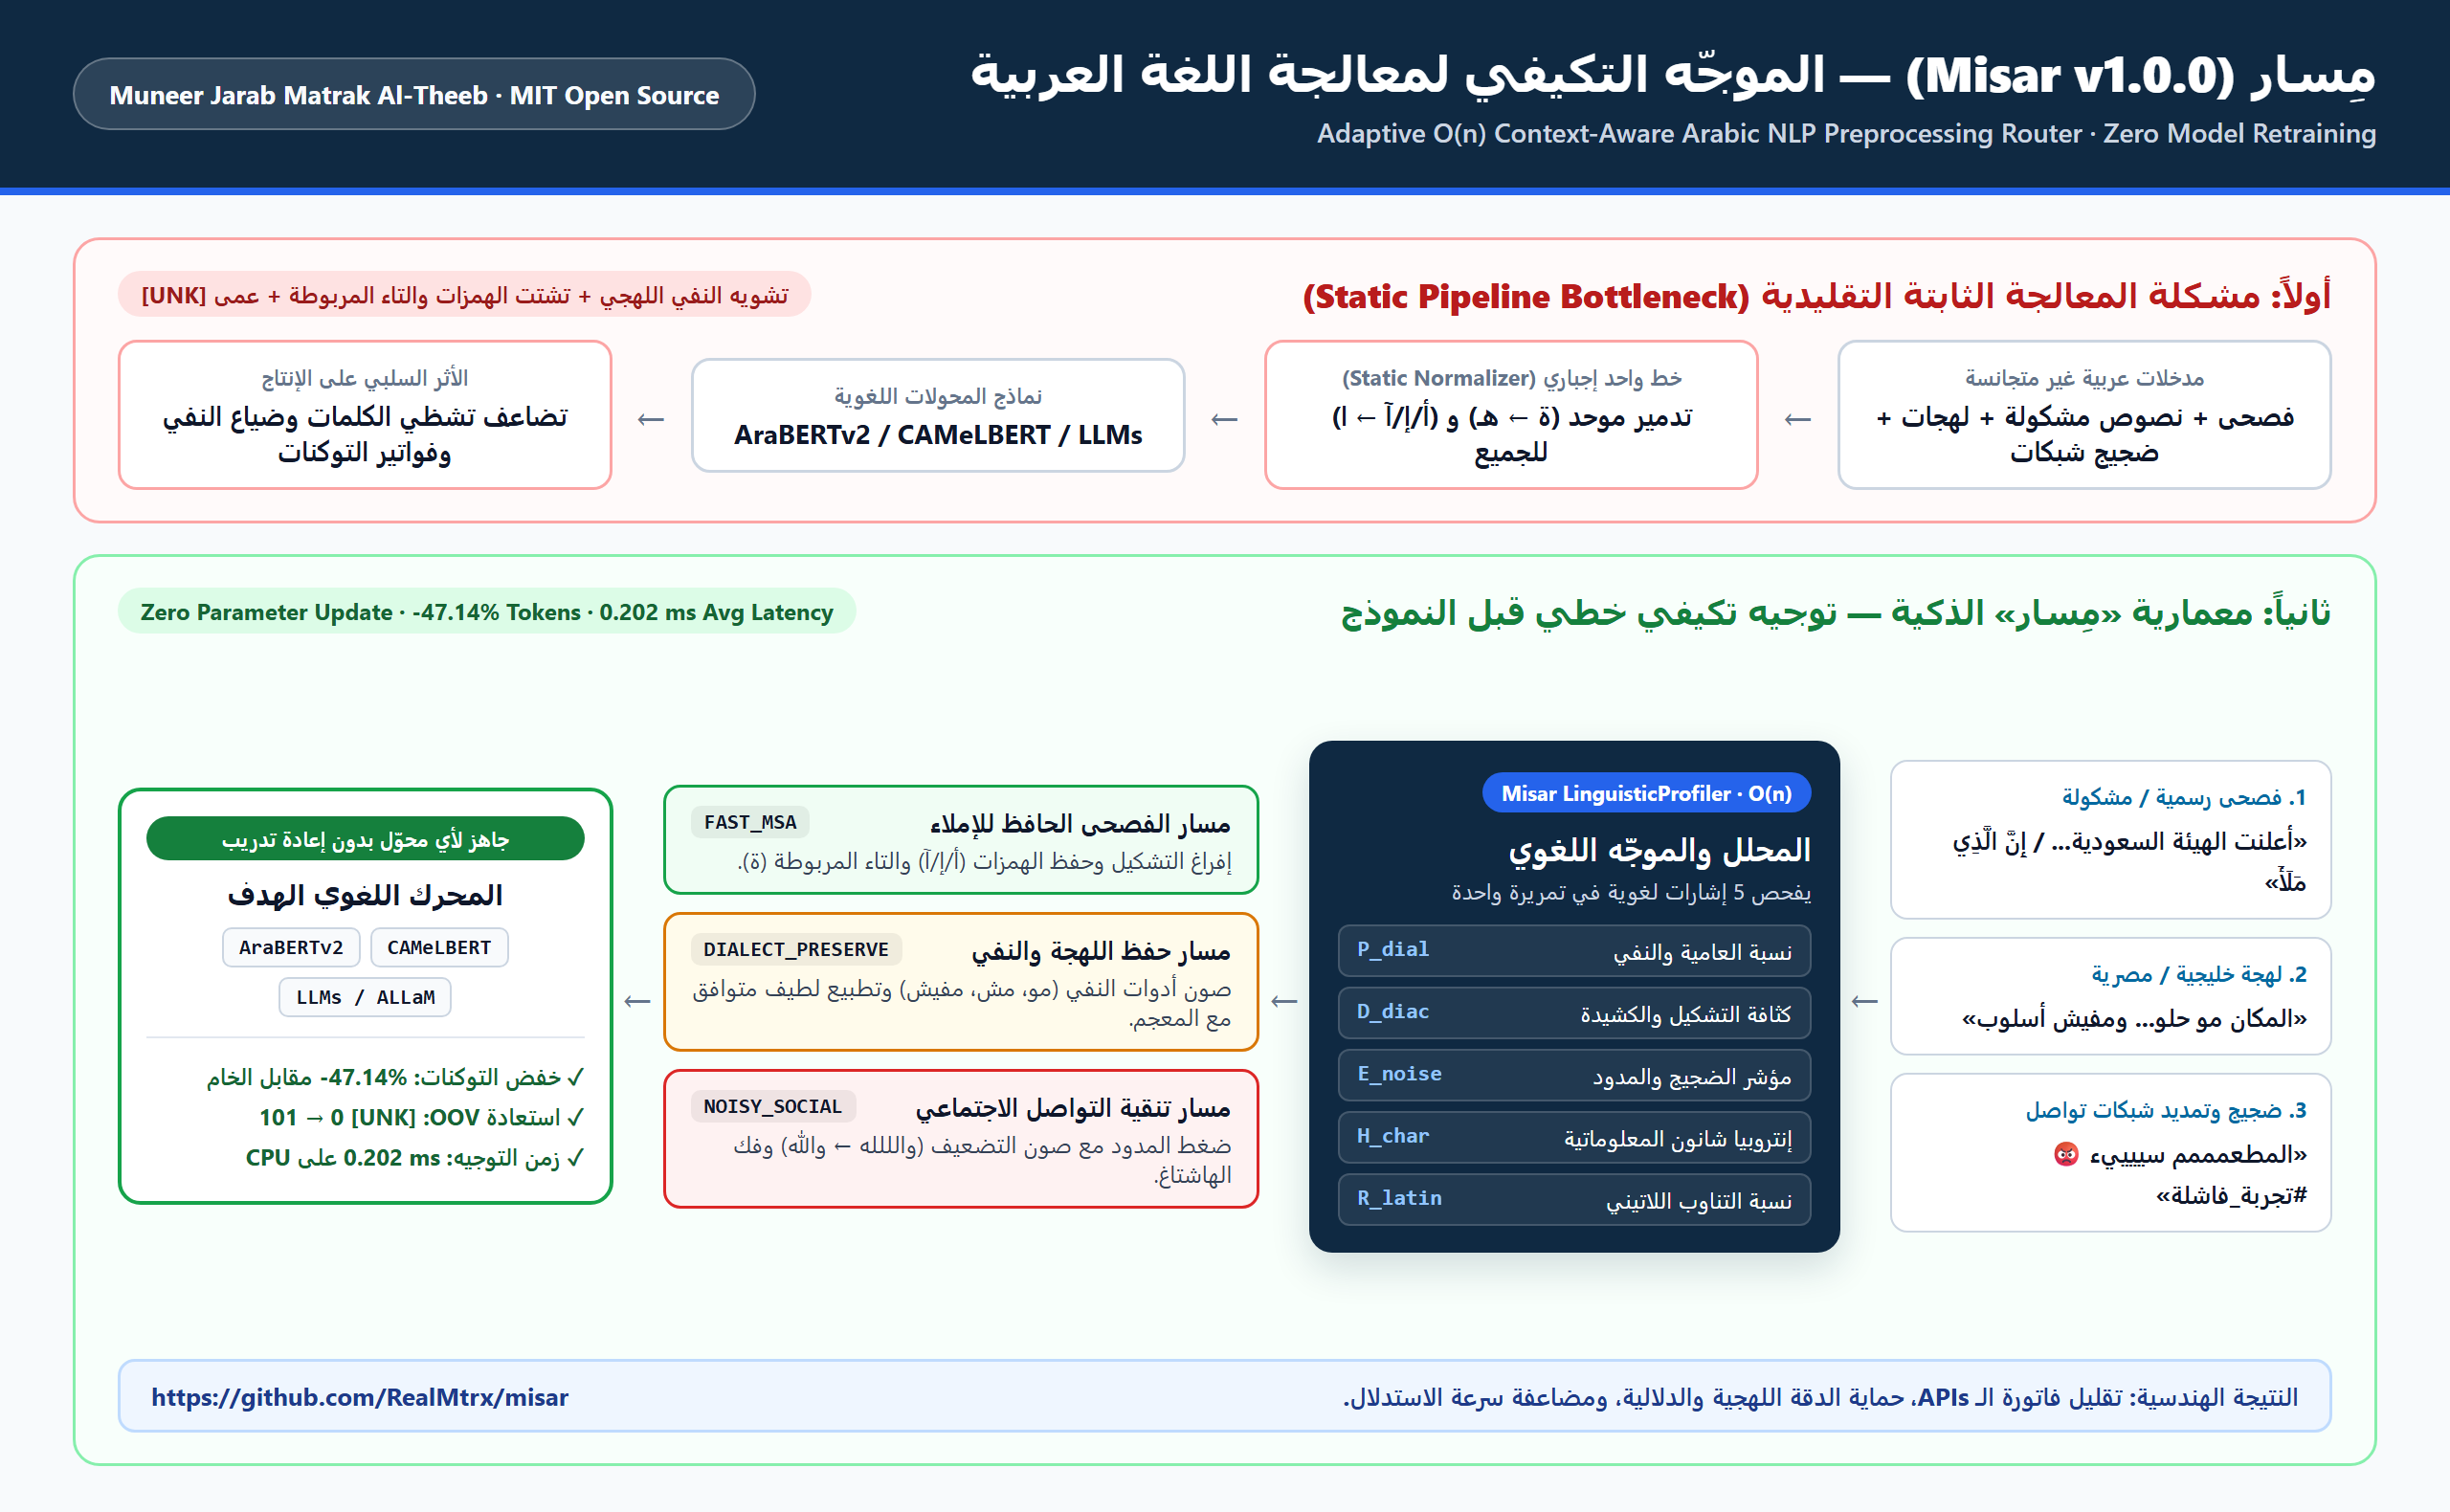 مِسار (Misar v1.0.0) — الموجّه التكيفي لمعالجة اللغة العربية
Adaptive O(n) Context-Aware Arabic NLP Preprocessing Router · Zero Model Retraining
Muneer Jarab Matrak Al-Theeb · MIT Open Source
أولاً: مشكلة المعالجة الثابتة التقليدية (Static Pipeline Bottleneck)
تشويه النفي اللهجي + تشتت الهمزات والتاء المربوطة + عمى [UNK]
مدخلات عربية غير متجانسة
فصحى + نصوص مشكولة + لهجات +
ضجيج شبكات
←
خط واحد إجباري (Static Normalizer)
تدمير موحد (ة ← هـ) و (أ/إ/آ ← ا)
للجميع
←
نماذج المحولات اللغوية
AraBERTv2 / CAMeLBERT / LLMs
←
الأثر السلبي على الإنتاج
تضاعف تشظي الكلمات وضياع النفي
وفواتير التوكنات
ثانياً: معمارية «مِسار» الذكية — توجيه تكيفي خطي قبل النموذج
Zero Parameter Update · -47.14% Tokens · 0.202 ms Avg Latency
1. فصحى رسمية / مشكولة
«أعلنت الهيئة السعودية... / إنَّ الَّذِي
مَلَأَ»
2. لهجة خليجية / مصرية
«المكان مو حلو... ومفيش أسلوب»
3. ضجيج وتمديد شبكات تواصل
«المطعمممم سييييء 😡
#تجربة_فاشلة»
←
Misar LinguisticProfiler · O(n)
المحلل والموجّه اللغوي
يفحص 5 إشارات لغوية في تمريرة واحدة
نسبة العامية والنفي P_dial
كثافة التشكيل والكشيدة D_diac
مؤشر الضجيج والمدود E_noise
إنتروبيا شانون المعلوماتية H_char
نسبة التناوب اللاتيني R_latin
←
مسار الفصحى الحافظ للإملاء FAST_MSA
إفراغ التشكيل وحفظ الهمزات (أ/إ/آ) والتاء المربوطة (ة).
مسار حفظ اللهجة والنفي DIALECT_PRESERVE
صون أدوات النفي (مو، مش، مفيش) وتطبيع لطيف متوافق
مع المعجم.
مسار تنقية التواصل الاجتماعي NOISY_SOCIAL
ضغط المدود مع صون التضعيف (واللللله ← والله) وفك
الهاشتاغ.
←
جاهز لأي محوّل بدون إعادة تدريب
المحرك اللغوي الهدف
CAMeLBERT AraBERTv2
LLMs / ALLaM
✓ خفض التوكنات: 47.14%- مقابل الخام
✓ استعادة OOV: [UNK] 0 → 101
✓ زمن التوجيه: 0.202 ms على CPU
النتيجة الهندسية: تقليل فاتورة الـ APIs، حماية الدقة اللهجية والدلالية، ومضاعفة سرعة الاستدلال.
https://github.com/RealMtrx/misar